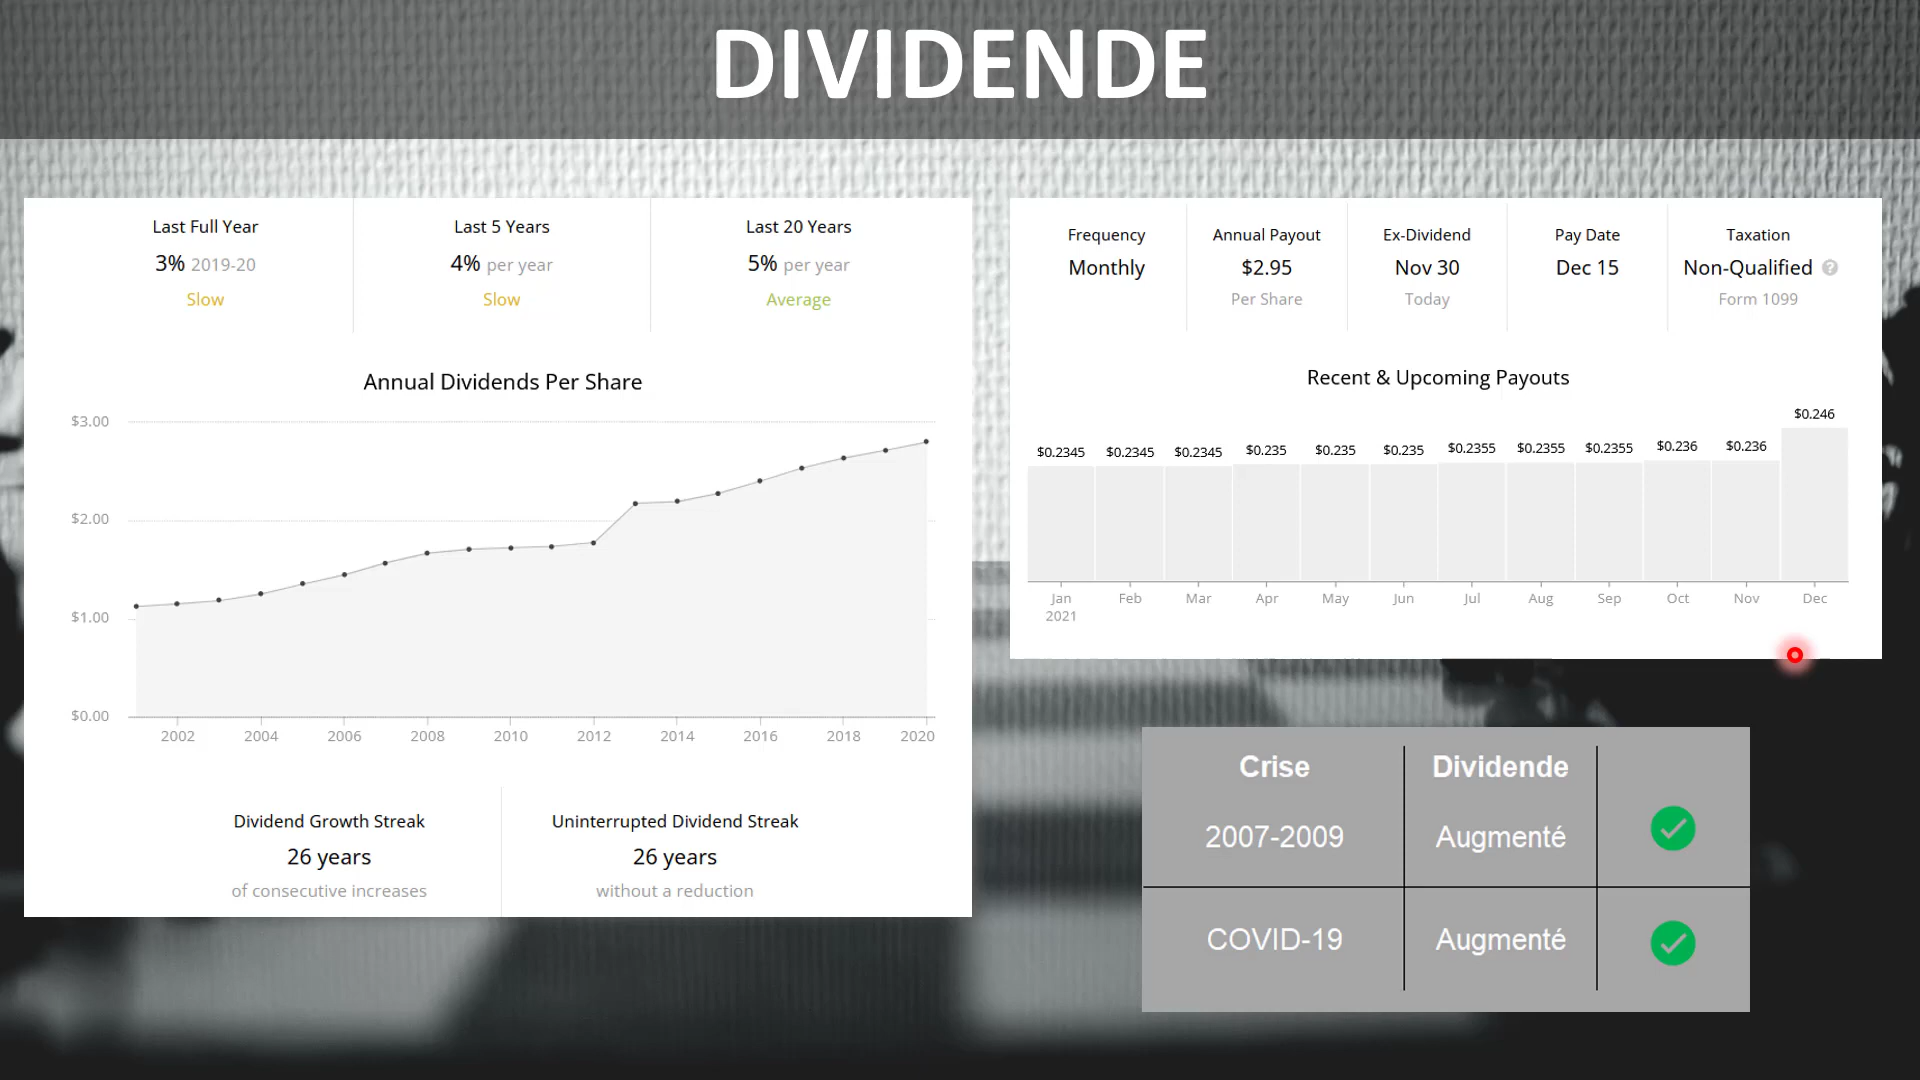 DIVIDENDE
Last Full Year
3% 2019-20
Slow
Last 5 Years
4% per year
Slow
Last 20 Years
5% per year
Average
Annual Dividends Per Share
$3.00
$2.00
$1.00
$0.00
2002 2004 2006 2008 2010 2012 2014 2016 2018 2020
Dividend Growth Streak
26 years
of consecutive increases
Uninterrupted Dividend Streak
26 years
without a reduction
Frequency
Monthly
Annual Payout
$2.95
Per Share
Ex-Dividend
Nov 30
Today
Pay Date
Dec 15
Taxation
Non-Qualified ?
Form 1099
Recent & Upcoming Payouts
$0.2345 $0.2345 $0.2345 $0.235 $0.235 $0.235 $0.2355 $0.2355 $0.2355 $0.236 $0.236 $0.246
Jan Feb Mar Apr May Jun Jul Aug Sep Oct Nov Dec
2021
Crise Dividende
2007-2009 Augmenté
COVID-19 Augmenté